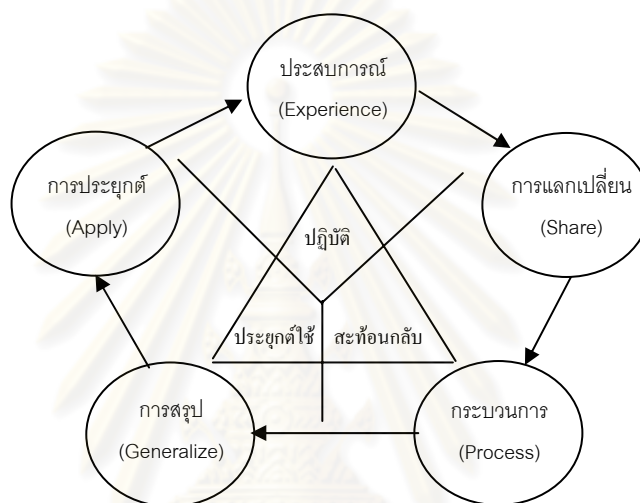 ประสบการณ์
(Experience)
การประยุกต์
(Apply)
การแลกเปลี่ยน
(Share)
ปฏิบัติ
ประยุกต์ใช้
สะท้อนกลับ
การสรุป
(Generalize)
กระบวนการ
(Process)